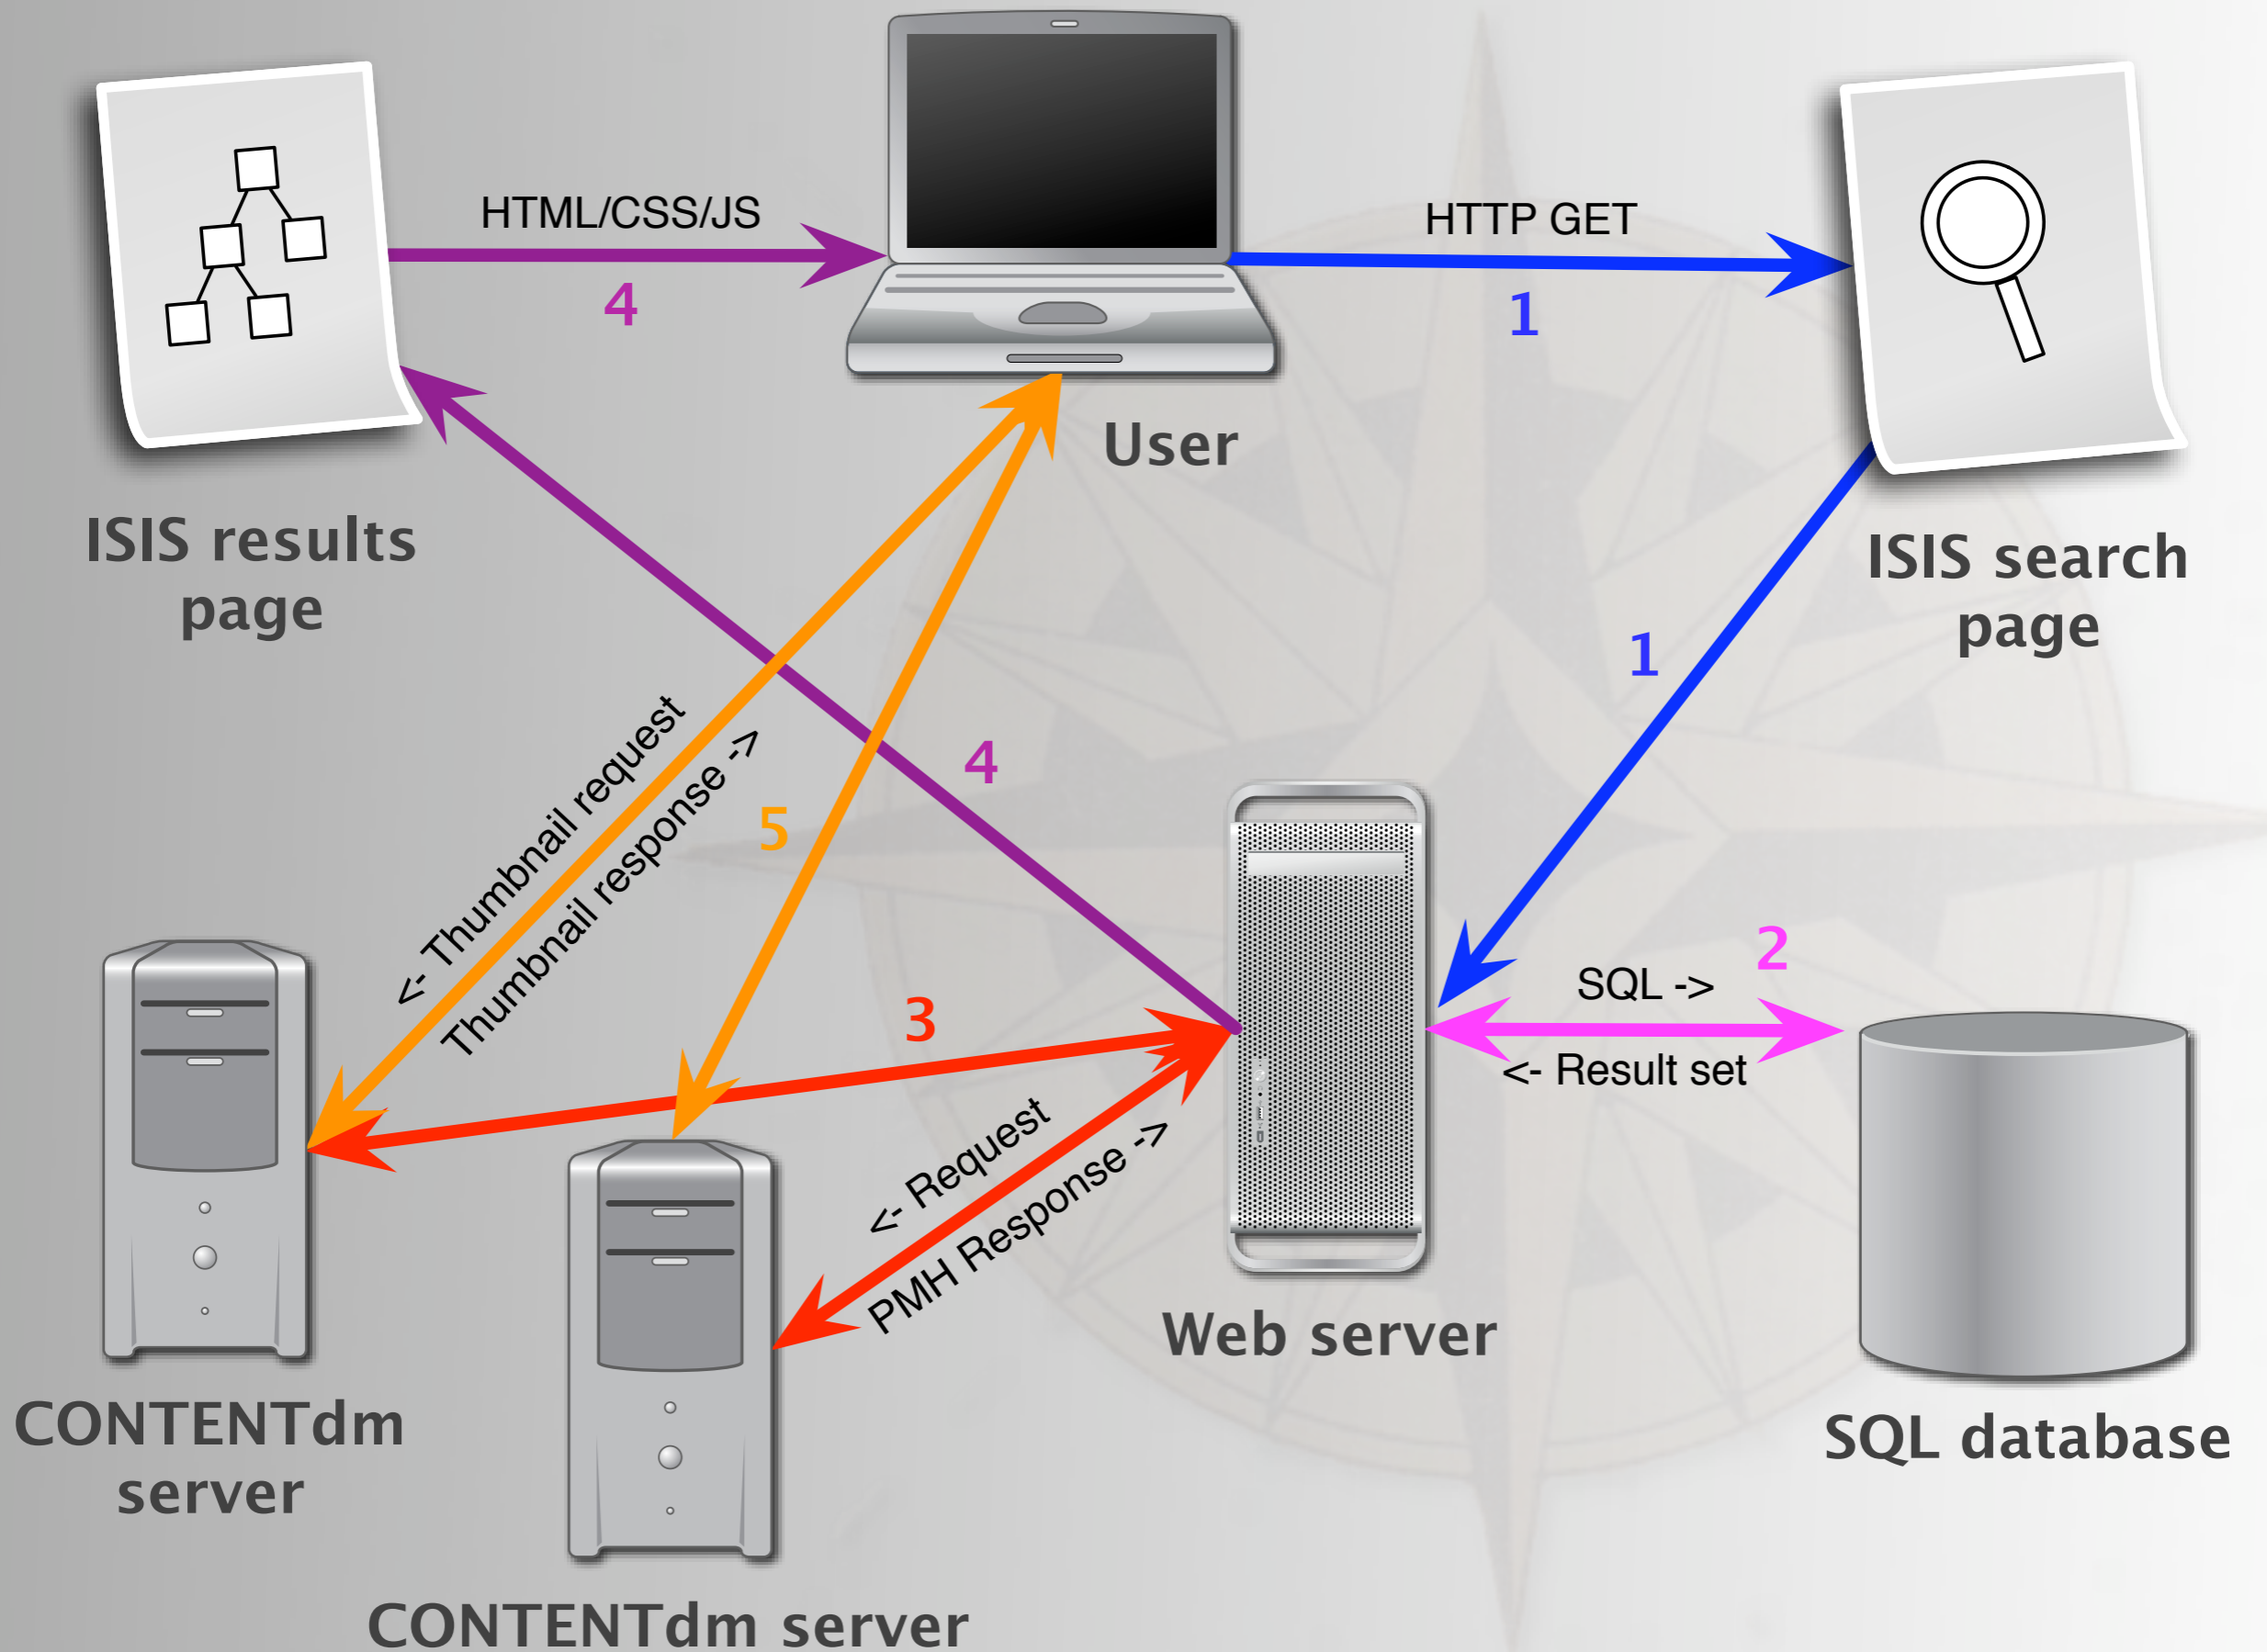 HTML/CSS/JS
4
HTTP GET
1
User
ISIS results
page
ISIS search
page
1
<- Thumbnail request
Thumbnail response ->
4
5
3
2
SQL ->
<- Result set
<- Request
PMH Response ->
Web server
CONTENTdm
server
SQL database
CONTENTdm server